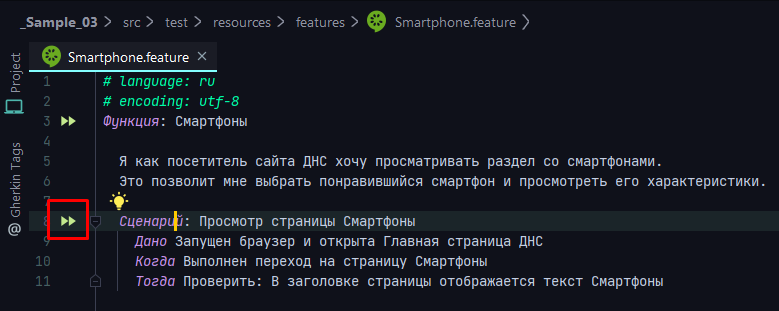 _Sample_03 > src > test > resources > features > Smartphone.feature >
Smartphone.feature ×
Project
Gherkin Tags
1 # language: ru
2 # encoding: utf-8
3 Функция: Смартфоны
4
5 Я как посетитель сайта ДНС хочу просматривать раздел со смартфонами.
6 Это позволит мне выбрать понравившийся смартфон и просмотреть его характеристики.
7
8 Сценарий: Просмотр страницы Смартфоны
9 Дано Запущен браузер и открыта Главная страница ДНС
10 Когда Выполнен переход на страницу Смартфоны
11 Тогда Проверить: В заголовке страницы отображается текст Смартфоны